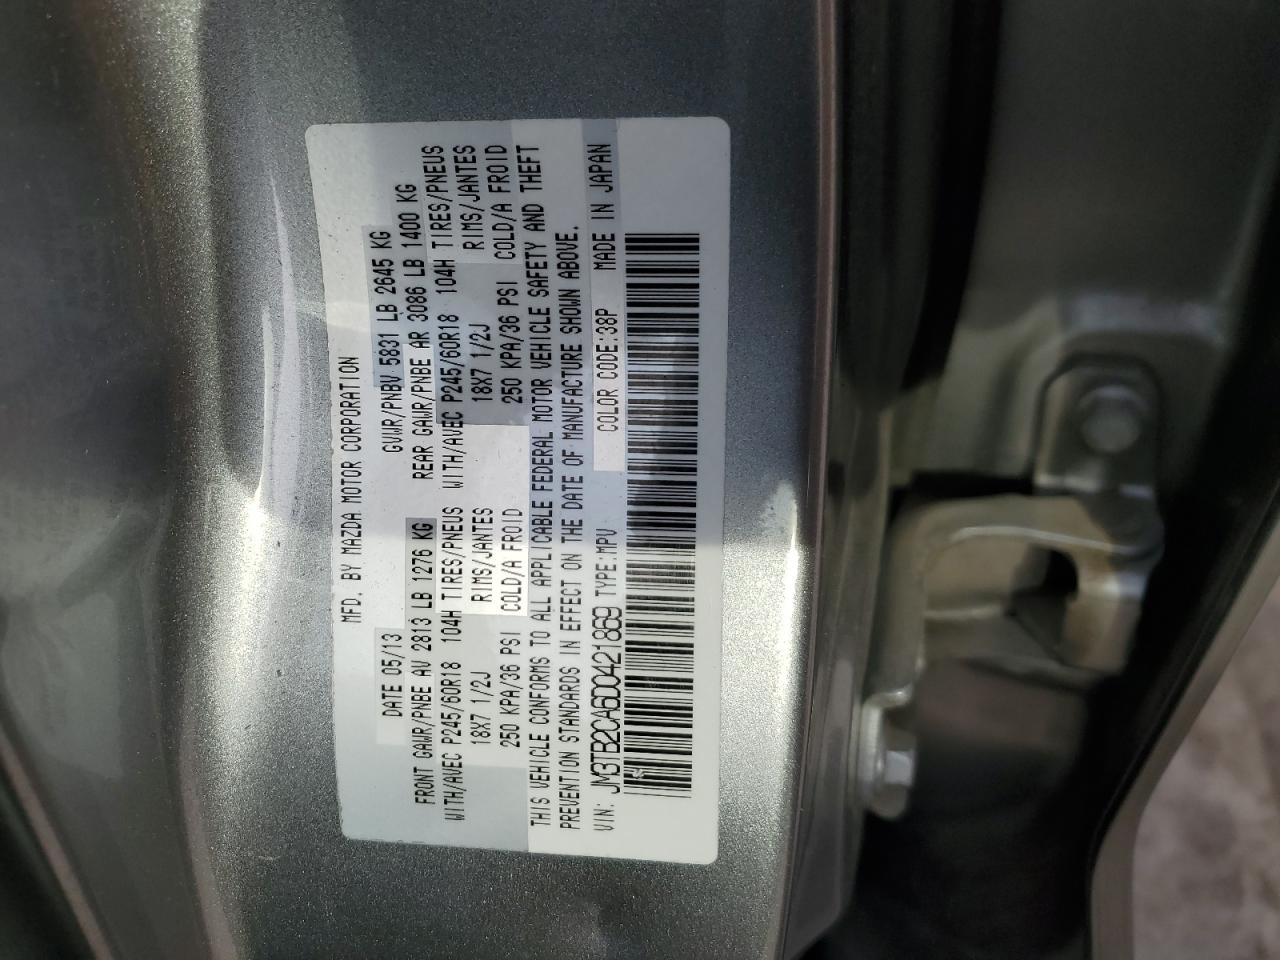 MFD. BY MAZDA MOTOR CORPORATION
DATE 05/13 GVWR/PNBV 5831 LB 2645 KG
FRONT GAWR/PNBE AV 2813 LB 1276 KG REAR GAWR/PNBE AR 3086 LB 1400 KG
WITH/AVEC P245/60R18 104H TIRES/PNEUS WITH/AVEC P245/60R18 104H TIRES/PNEUS
18X7 1/2J RIMS/JANTES 18X7 1/2J RIMS/JANTES
250 KPA/36 PSI COLD/A FROID 250 KPA/36 PSI COLD/A FROID
THIS VEHICLE CONFORMS TO ALL APPLICABLE FEDERAL MOTOR VEHICLE SAFETY AND THEFT
PREVENTION STANDARDS IN EFFECT ON THE DATE OF MANUFACTURE SHOWN ABOVE.
VIN: JM3TB2CA6D0421869 TYPE:MPV COLOR CODE:38P MADE IN JAPAN